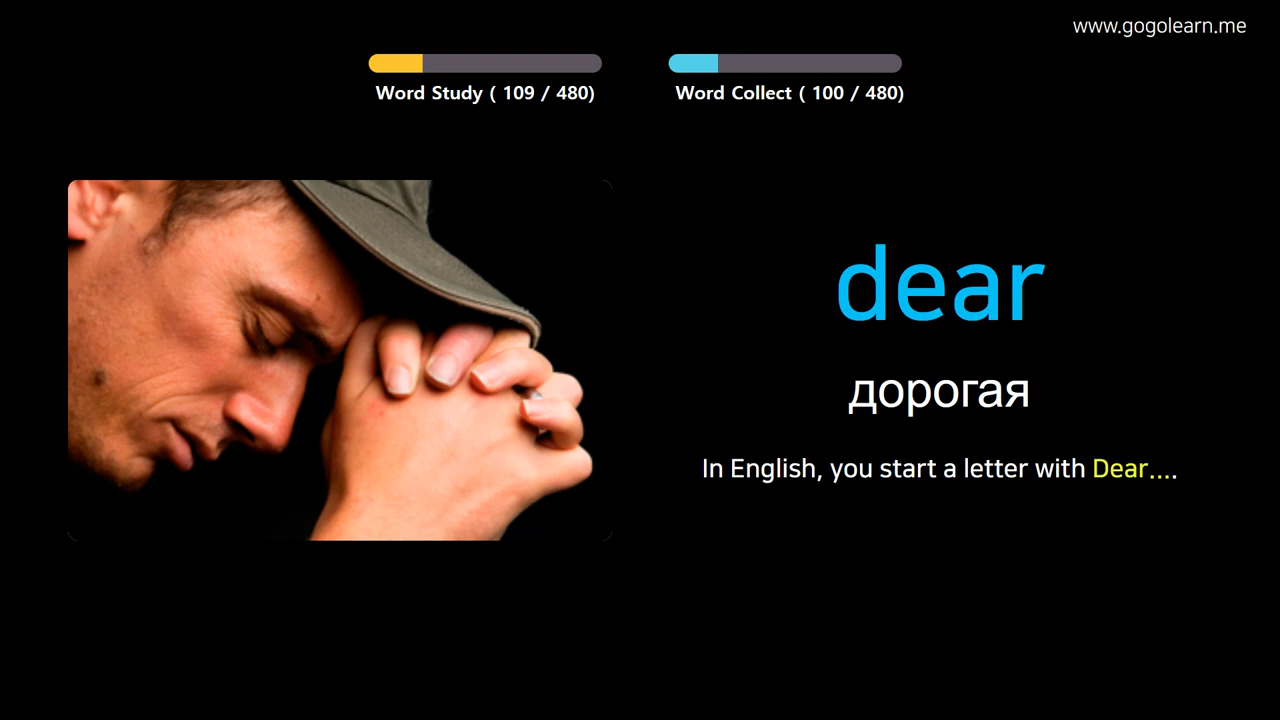 www.gogolearn.me
Word Study ( 109 / 480)
Word Collect ( 100 / 480)
dear
дорогая
In English, you start a letter with Dear....